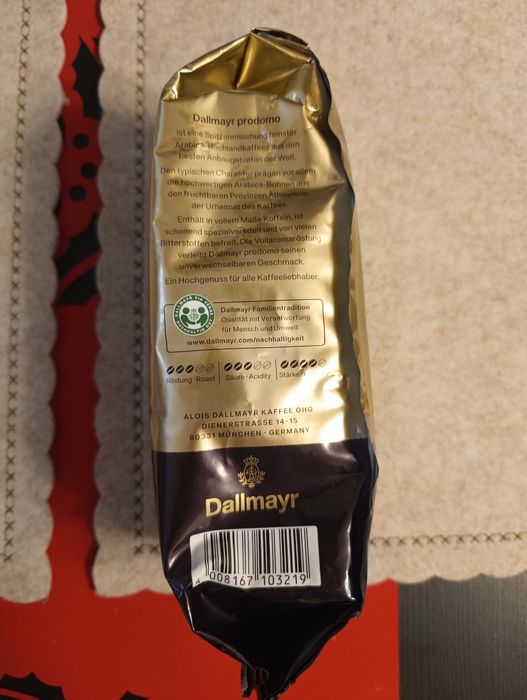 Dallmayr prodomo
ist eine Spitzenmischung feinster
Arabica-Hochlandkaffees aus den
besten Anbaugebieten der Welt.
Den typischen Charakter prägen vor allem
die hochwertigen Arabica-Bohnen aus
den fruchtbaren Provinzen Äthiopiens,
der Urheimat des Kaffees.
Enthält in vollem Maße Koffein, ist
schonend spezialveredelt und von vielen
Bitterstoffen befreit. Die Vollaromaröstung
verleiht Dallmayr prodomo seinen
unverwechselbaren Geschmack.
Ein Hochgenuss für alle Kaffeeliebhaber.
Dallmayr Familientradition
Qualität mit Verantwortung
für Mensch und Umwelt
www.dallmayr.com/nachhaltigkeit
Röstung · Roast
Säure · Acidity
Stärke
ALOIS DALLMAYR KAFFEE OHG
DIENERSTRASSE 14-15
80331 MÜNCHEN · GERMANY
Dallmayr
4 008167 103219